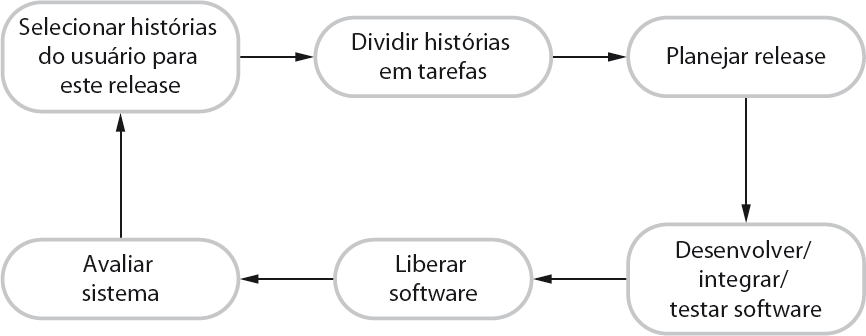 Selecionar histórias
do usuário para
este release
Dividir histórias
em tarefas
Planejar release
Desenvolver/
integrar/
testar software
Liberar
software
Avaliar
sistema